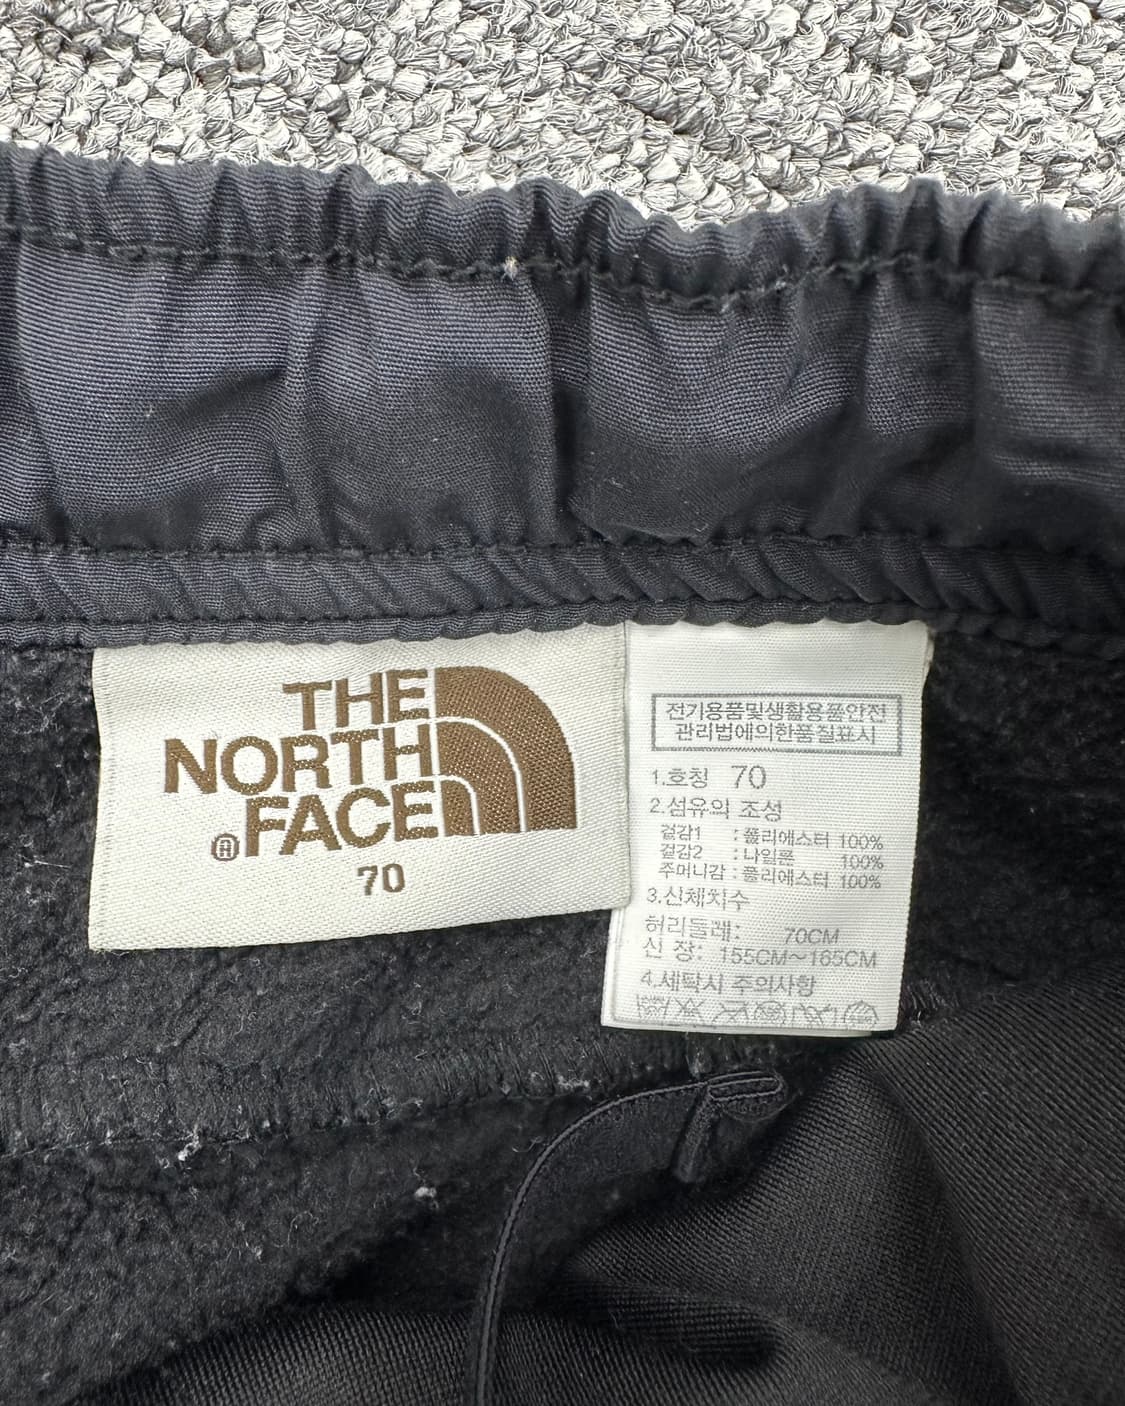 THE
NORTH
FACE
®
70
전기용품및생활용품안전
관리법에의한품질표시
1.호칭 70
2.섬유의 조성
겉감1 : 폴리에스터 100%
겉감2 : 나일론 100%
주머니감 : 폴리에스터 100%
3.신체치수
허리둘레: 70CM
신 장: 155CM~165CM
4.세탁시 주의사항